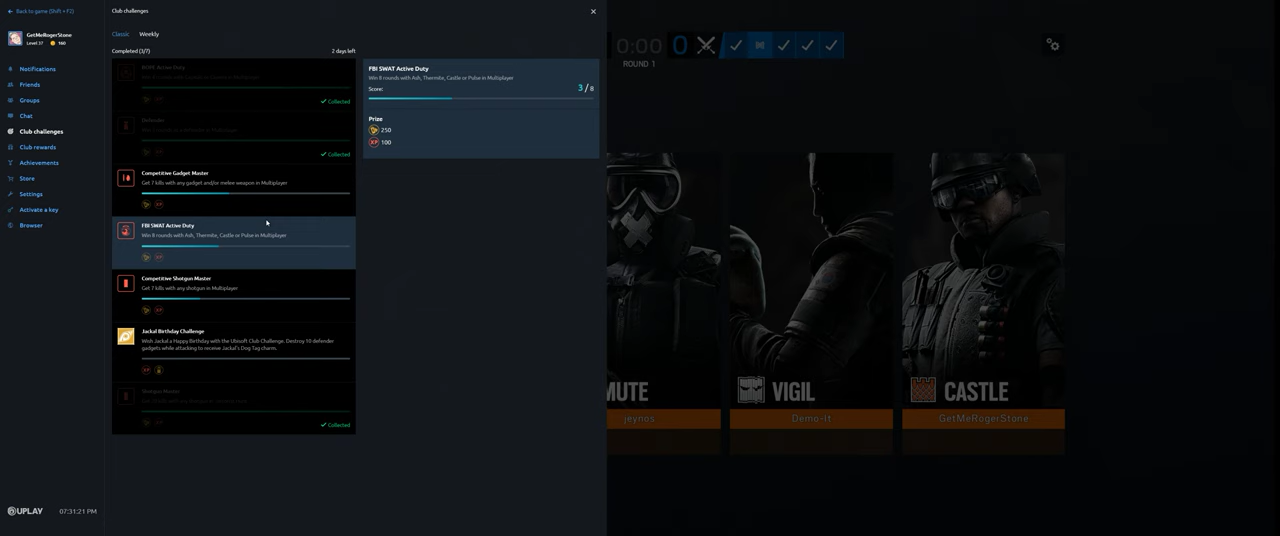 Back to game (Shift + F2)
GetMeRogerStone
Level 37 160
Notifications
Friends
Groups
Chat
Club challenges
Club rewards
Achievements
Store
Settings
Activate a key
Browser
UPLAY 07:31:21 PM
Club challenges
Classic Weekly
Completed (3/7) 2 days left
Active Duty
Collected
Defender
Collected
Competitive Gadget Master
Get 7 kills with any gadget and/or melee weapon in Multiplayer
FBI SWAT Active Duty
Win 8 rounds with Ash, Thermite, Castle or Pulse in Multiplayer
Competitive Shotgun Master
Get 7 kills with any shotgun in Multiplayer
Jackal Birthday Challenge
Wish Jackal a Happy Birthday with the Ubisoft Club Challenge. Destroy 10 defender
gadgets while attacking to receive Jackal's Dog Tag charm.
Shotgun Master
Collected
FBI SWAT Active Duty
Win 8 rounds with Ash, Thermite, Castle or Pulse in Multiplayer
Score: 3 / 8
Prize
250
XP 100
0:00 0
ROUND 1
MUTE
jeynos
VIGIL
Demo-It
CASTLE
GetMeRogerStone.